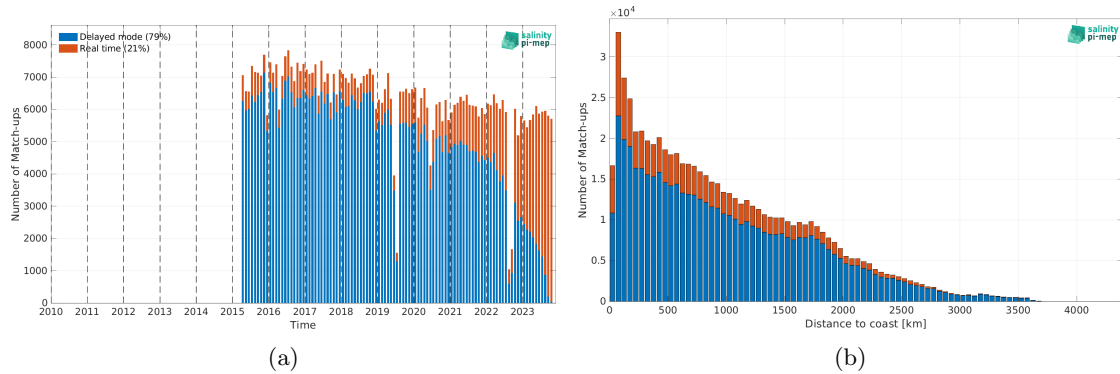 Delayed mode (79%)
Real time (21%)
salinity
pi-mep
8000
7000
6000
5000
4000
3000
2000
1000
0
Number of Match-ups
2010 2011 2012 2013 2014 2015 2016 2017 2018 2019 2020 2021 2022 2023
Time
(a)
×10⁴
salinity
pi-mep
3
2.5
2
1.5
1
0.5
0
Number of Match-ups
0 500 1000 1500 2000 2500 3000 3500 4000
Distance to coast [km]
(b)